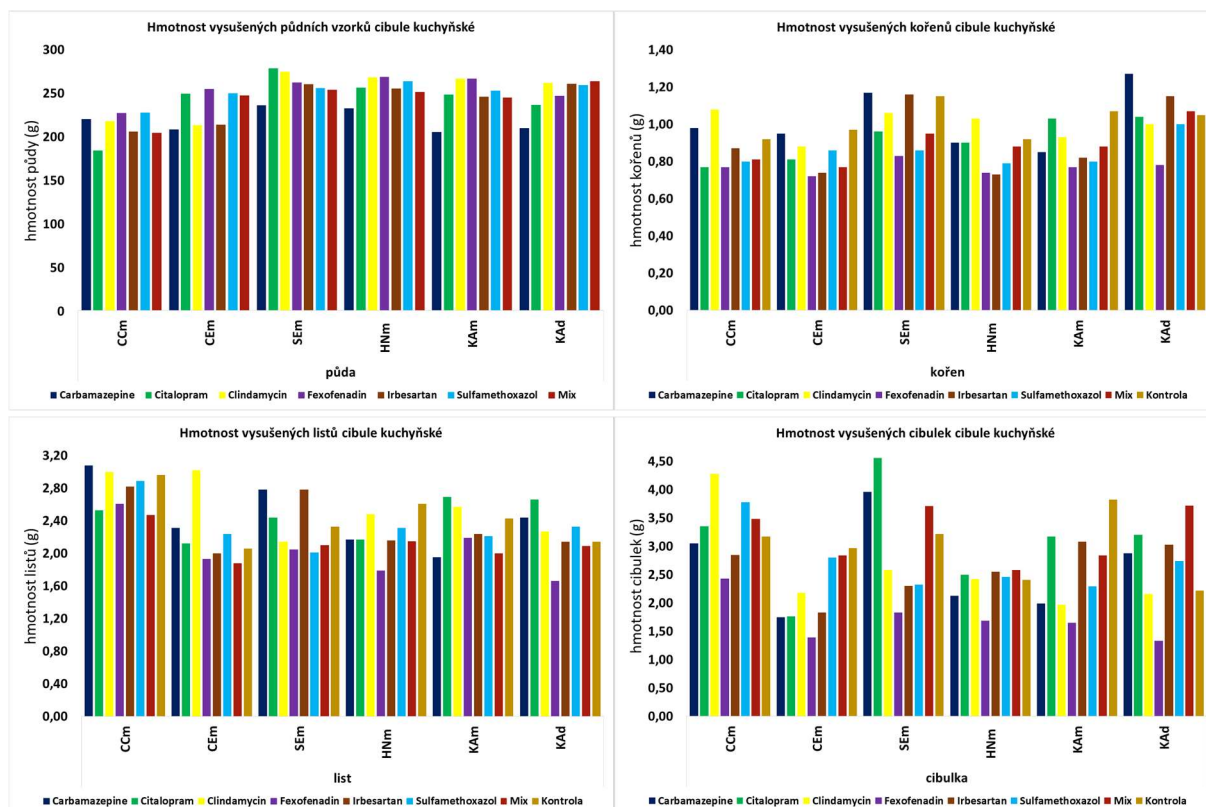 Hmotnost vysušených půdních vzorků cibule kuchyňské
hmotnost půdy (g)
300
250
200
150
100
50
0
CCm CEm SEm HNm KAm KAd
půda
Carbamazepine Citalopram Clindamycin Fexofenadin Irbesartan Sulfamethoxazol Mix
Hmotnost vysušených kořenů cibule kuchyňské
hmotnost kořenů (g)
1,40
1,20
1,00
0,80
0,60
0,40
0,20
0,00
CCm CEm SEm HNm KAm KAd
kořen
Carbamazepine Citalopram Clindamycin Fexofenadin Irbesartan Sulfamethoxazol Mix Kontrola
Hmotnost vysušených listů cibule kuchyňské
hmotnost listů (g)
3,20
2,80
2,40
2,00
1,60
1,20
0,80
0,40
0,00
CCm CEm SEm HNm KAm KAd
list
Carbamazepine Citalopram Clindamycin Fexofenadin Irbesartan Sulfamethoxazol Mix Kontrola
Hmotnost vysušených cibulek cibule kuchyňské
hmotnost cibulek (g)
4,50
4,00
3,50
3,00
2,50
2,00
1,50
1,00
0,50
0,00
CCm CEm SEm HNm KAm KAd
cibulka
Carbamazepine Citalopram Clindamycin Fexofenadin Irbesartan Sulfamethoxazol Mix Kontrola